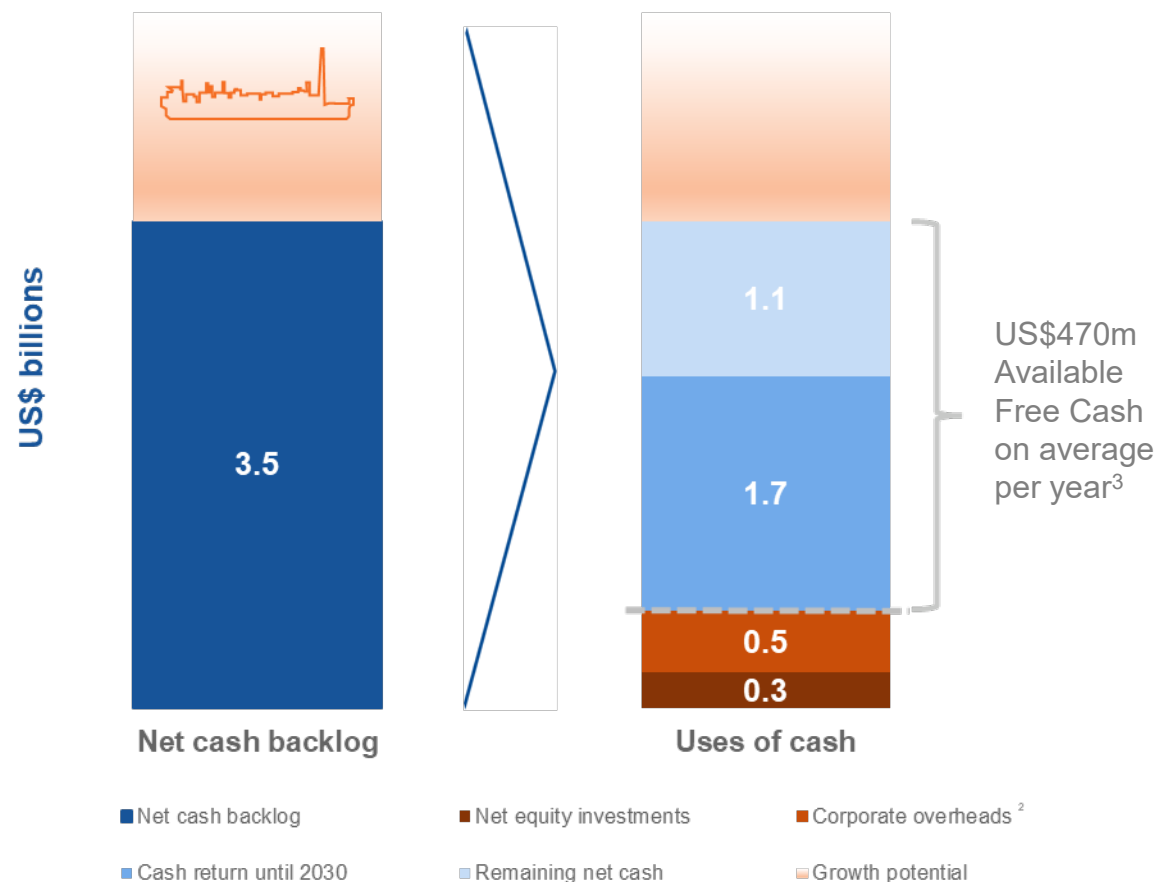 US$ billions
3.5
1.1
1.7
0.5
0.3
US$470m
Available
Free Cash
on average
per year³
Net cash backlog
Uses of cash
Net cash backlog
Net equity investments
Corporate overheads ²
Cash return until 2030
Remaining net cash
Growth potential